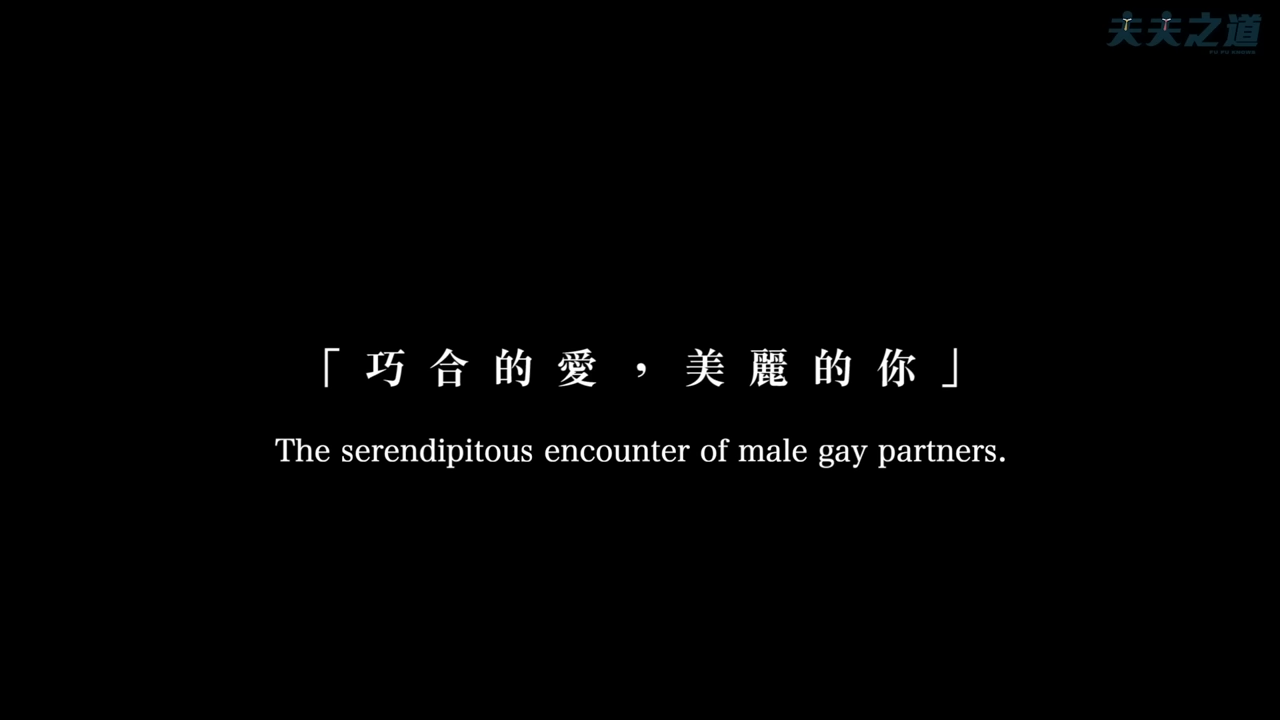 夫夫之道
「巧合的愛，美麗的你」
The serendipitous encounter of male gay partners.